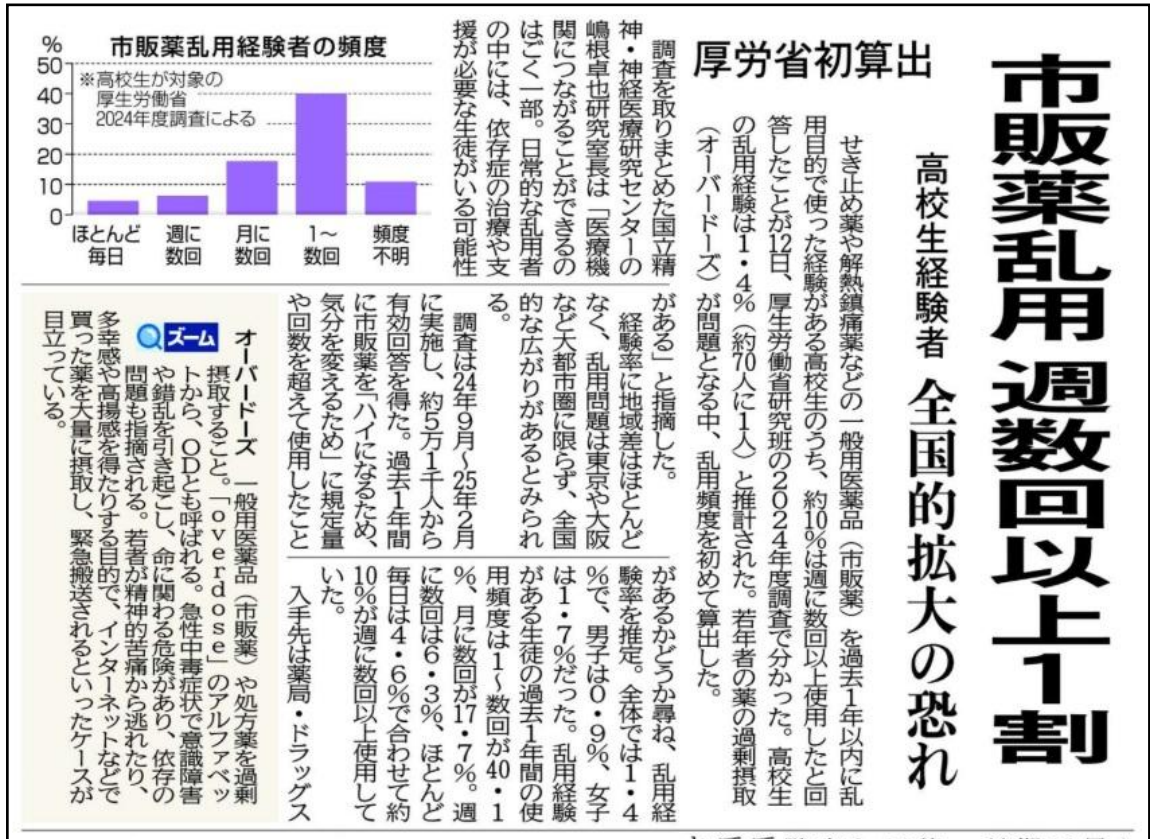 市販薬乱用 週数回以上1割
高校生経験者 全国的拡大の恐れ
厚労省初算出
せき止め薬や解熱鎮痛薬などの一般用医薬品（市販薬）を過去1年以内に乱
用目的で使った経験がある高校生のうち、約10%は週に数回以上使用したと回
答したことが12日、厚生労働省研究班の2024年度調査で分かった。高校生
の乱用経験は1・4%（約70人に1人）と推計された。若年者の薬の過剰摂取
（オーバードーズ）が問題となる中、乱用頻度を初めて算出した。
調査を取りまとめた国立精
神・神経医療研究センターの
嶋根卓也研究室長は「医療機
関につながることができるの
はごく一部。日常的な乱用者
の中には、依存症の治療や支
援が必要な生徒がいる可能性
がある」と指摘した。
経験率に地域差はほとんど
なく、乱用問題は東京や大阪
など大都市圏に限らず、全国
的な広がりがあるとみられ
る。
調査は24年9月～25年2月
に実施し、約5万1千人から
有効回答を得た。過去1年間
に市販薬を「ハイになるため、
気分を変えるため」に規定量
や回数を超えて使用したこと
があるかどうか尋ね、乱用経
験率を推定。全体では1・4
%で、男子は0・9%、女子
は1・7%だった。乱用経験
がある生徒の過去1年間の使
用頻度は1～数回が40・1
%、月に数回が17・7%。週
に数回は6・3%、ほとんど
毎日は4・6%で合わせて約
10%が週に数回以上使用して
いた。
入手先は薬局・ドラッグス
市販薬乱用経験者の頻度
%
50
40
30
20
10
0
※高校生が対象の
厚生労働省
2024年度調査による
ほとんど
毎日
週に
数回
月に
数回
1～
数回
頻度
不明
ズーム
オーバードーズ 一般用医薬品（市販薬）や処方薬を過剰
摂取すること。「overdose」のアルファベッ
トから、ODとも呼ばれる。急性中毒症状で意識障害
や錯乱を引き起こし、命に関わる危険があり、依存の
問題も指摘される。若者が精神的苦痛から逃れたり、
多幸感や高揚感を得たりする目的で、インターネットなどで
買った薬を大量に摂取し、緊急搬送されるといったケースが
目立っている。